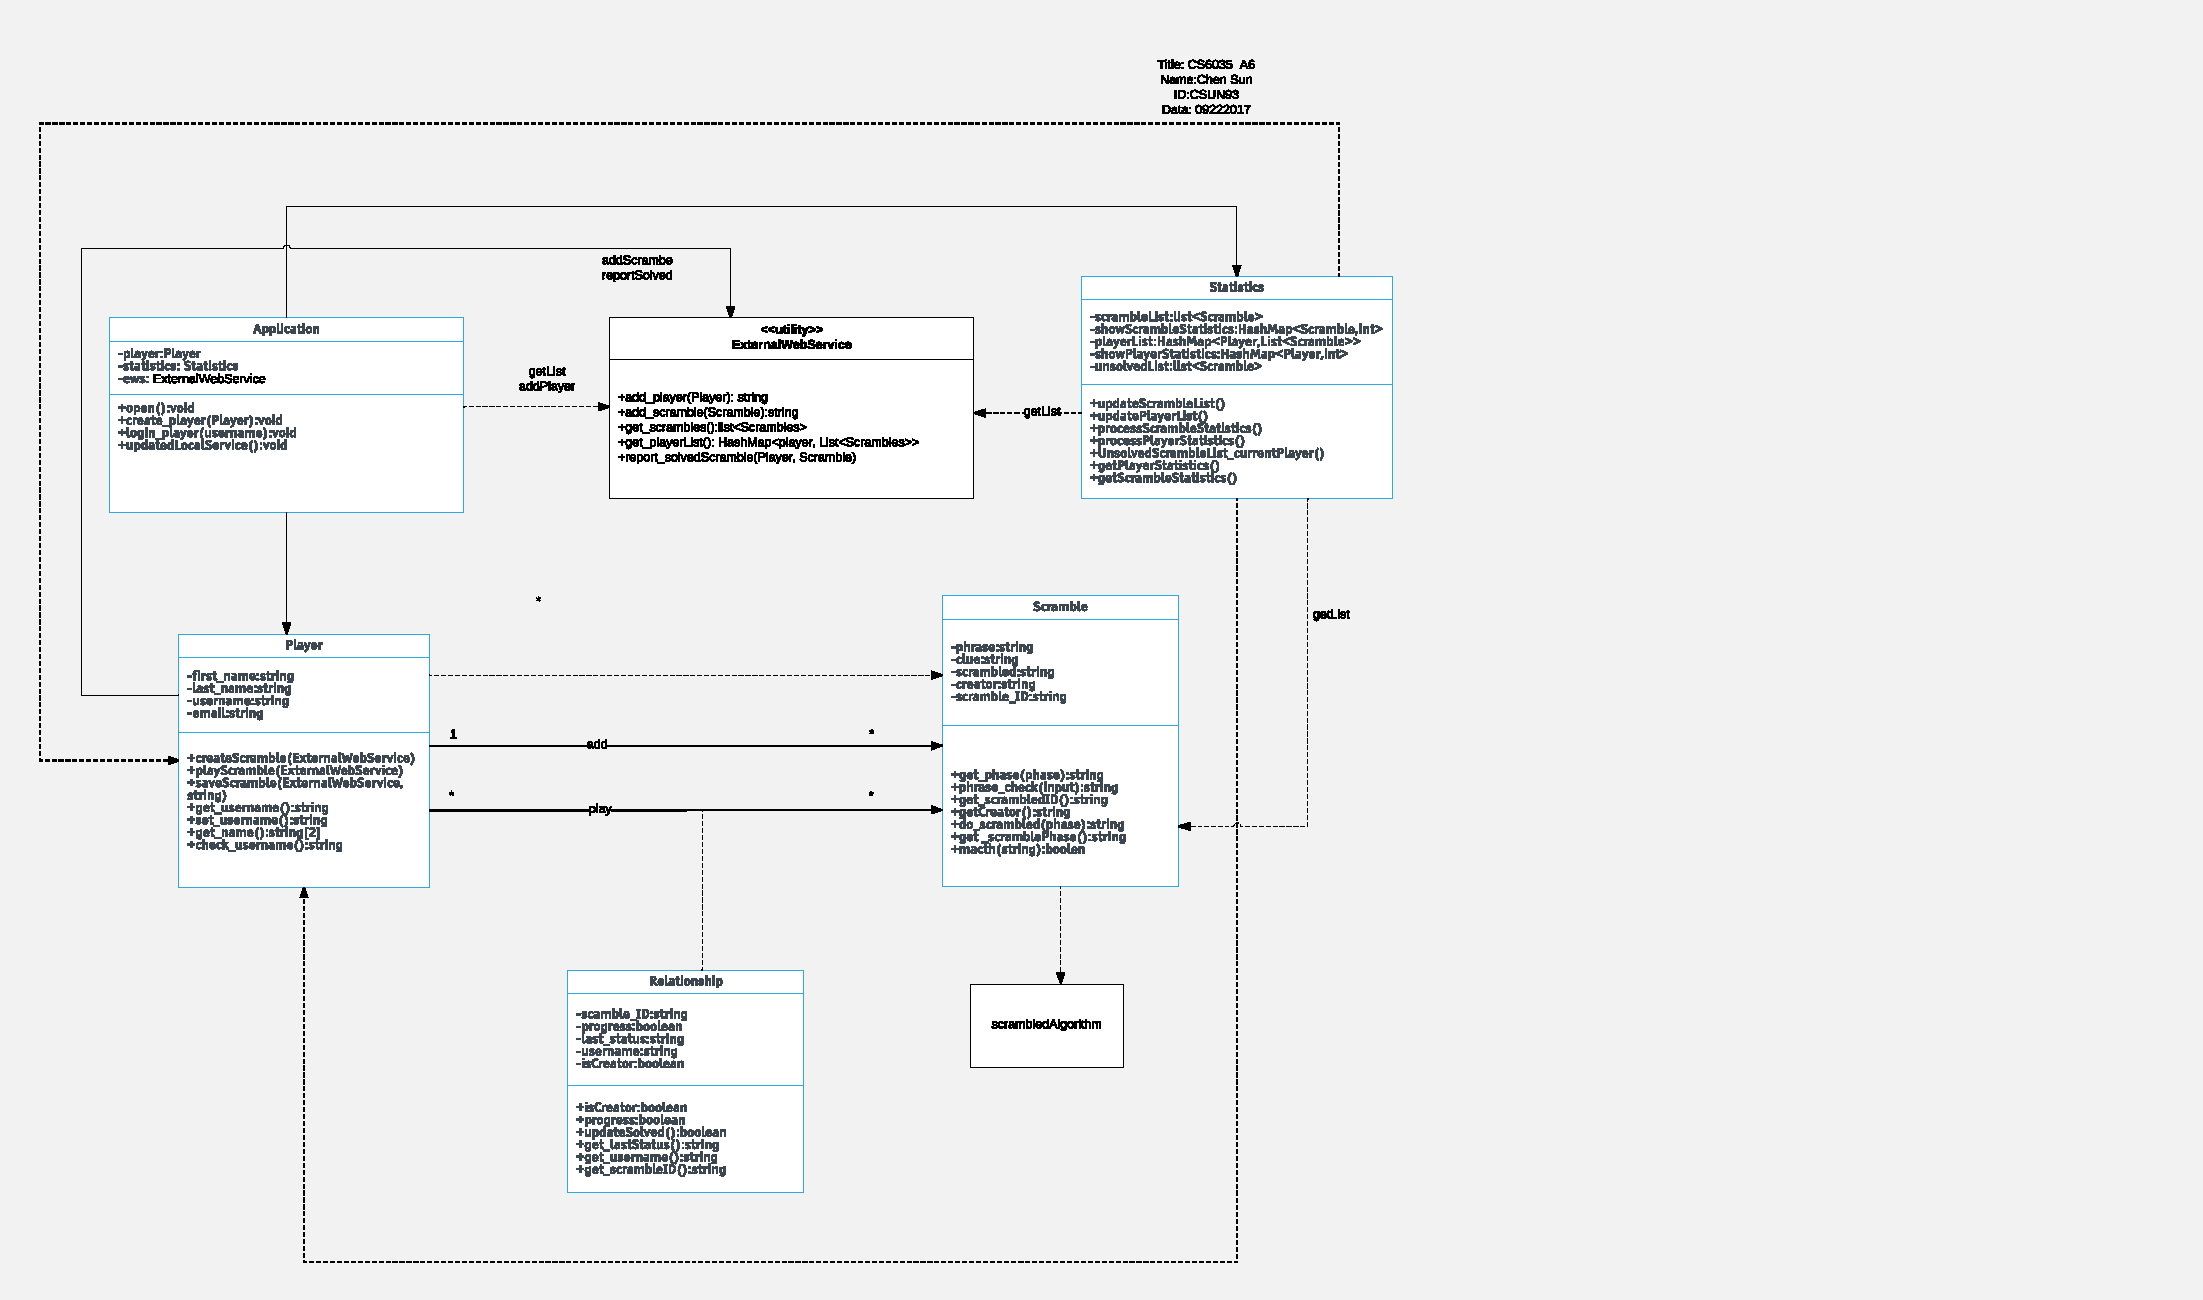 Title: CS6035_A6
Name:Chen Sun
ID:CSUN93
Data: 09222017
addScrambe
reportSolved
Application
-player:Player
-statistics: Statistics
-ews: ExternalWebService
+open():void
+create_player(Player):void
+login_player(username):void
+updatedLocalService():void
getList
addPlayer
<<utility>>
ExternalWebService
+add_player(Player): string
+add_scramble(Scramble):string
+get_scrambles():list<Scrambles>
+get_playerList(): HashMap<player, List<Scrambles>>
+report_solvedScramble(Player, Scramble)
getList
Statistics
-scrambleList:list<Scramble>
-showScrambleStatistics:HashMap<Scramble,int>
-playerList:HashMap<Player,List<Scramble>>
-showPlayerStatistics:HashMap<Player,int>
-unsolvedList:list<Scramble>
+updateScrambleList()
+updatePlayerList()
+processScrambleStatistics()
+processPlayerStatistics()
+UnsolvedScrambleList_currentPlayer()
+getPlayerStatistics()
+getScrambleStatistics()
getList
*
Player
-first_name:string
-last_name:string
-username:string
-email:string
+createScramble(ExternalWebService)
+playScramble(ExternalWebService)
+saveScramble(ExternalWebService,
string)
+get_username():string
+set_username():string
+get_name():string[2]
+check_username():string
1
add
*
*
play
*
Scramble
-phrase:string
-clue:string
-scrambled:string
-creator:string
-scramble_ID:string
+get_phase(phase):string
+phrase_check(input):string
+get_scrambledID():string
+getCreator():string
+do_scrambled(phase):string
+get_scramblePhase():string
+macth(string):boolen
Relationship
-scamble_ID:string
-progress:boolean
-last_status:string
-username:string
-isCreator:boolean
+isCreator:boolean
+progress:boolean
+updateSolved():boolean
+get_lastStatus():string
+get_username():string
+get_scrambleID():string
scrambledAlgorithm